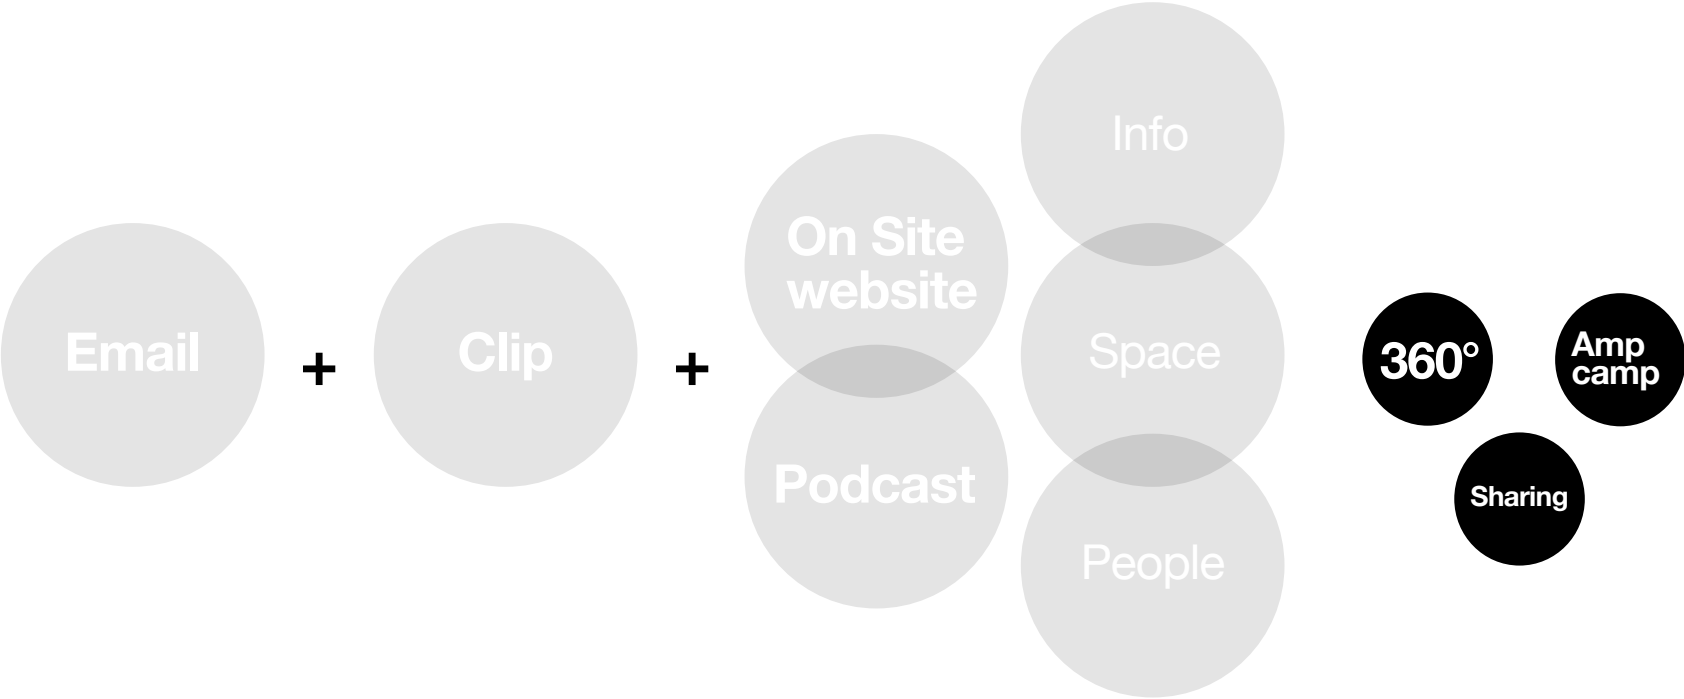 Email
+
Clip
+
On Site
website
Podcast
Info
Space
People
360°
Amp
camp
Sharing